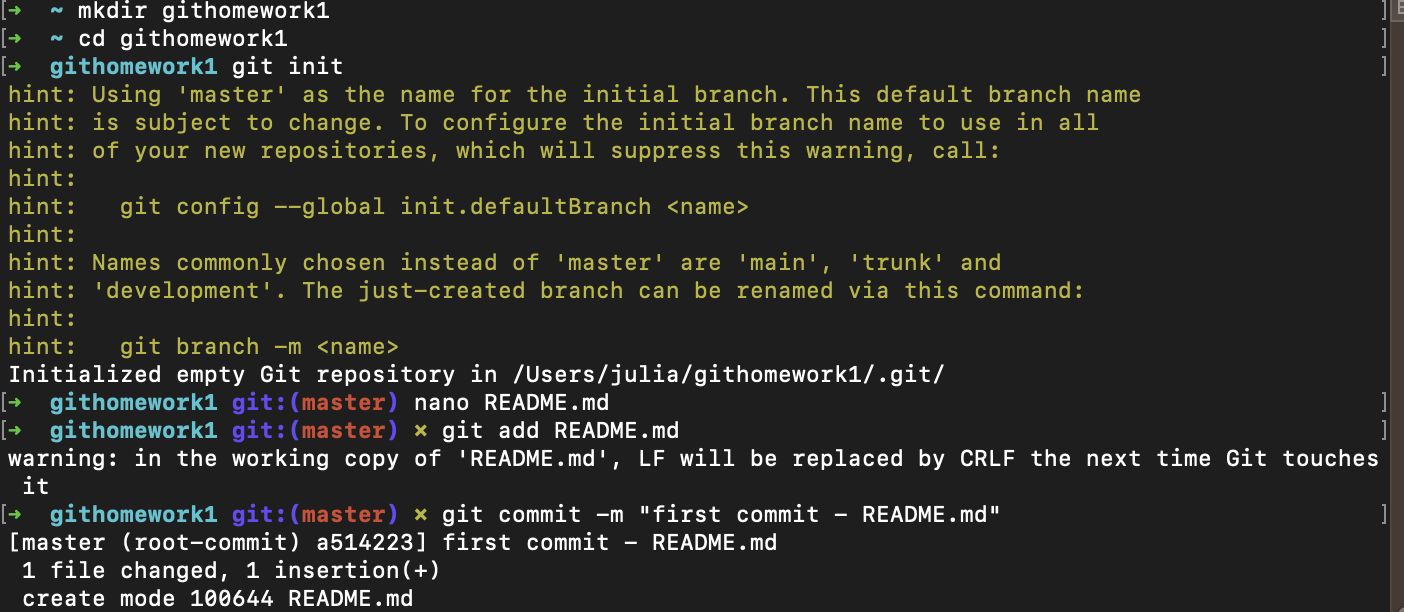 [➜  ~ mkdir githomework1 ]
[➜  ~ cd githomework1 ]
[➜  githomework1 git init ]
hint: Using 'master' as the name for the initial branch. This default branch name
hint: is subject to change. To configure the initial branch name to use in all
hint: of your new repositories, which will suppress this warning, call:
hint:
hint:   git config --global init.defaultBranch <name>
hint:
hint: Names commonly chosen instead of 'master' are 'main', 'trunk' and
hint: 'development'. The just-created branch can be renamed via this command:
hint:
hint:   git branch -m <name>
Initialized empty Git repository in /Users/julia/githomework1/.git/
[➜  githomework1 git:(master) nano README.md ]
[➜  githomework1 git:(master) ✗ git add README.md ]
warning: in the working copy of 'README.md', LF will be replaced by CRLF the next time Git touches
 it
[➜  githomework1 git:(master) ✗ git commit -m "first commit - README.md" ]
[master (root-commit) a514223] first commit - README.md
 1 file changed, 1 insertion(+)
 create mode 100644 README.md